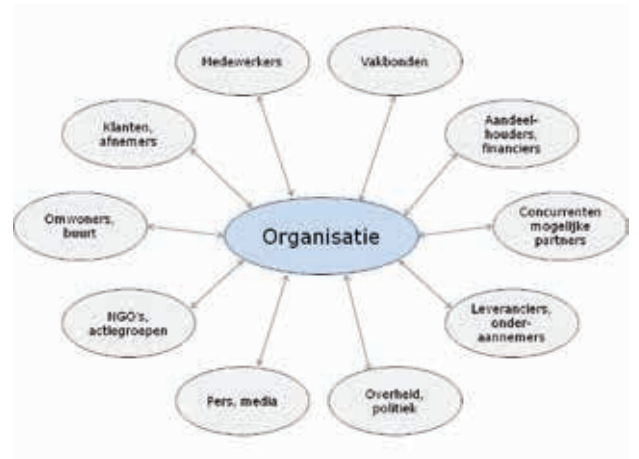 Medewerkers
Vakbonden
Klanten,
afnemers
Aandeel-
houders,
financiers
Omwoners,
buurt
Organisatie
Concurrenten
mogelijke
partners
NGO's,
actiegroepen
Leveranciers,
onder-
aannemers
Pers, media
Overheid,
politiek